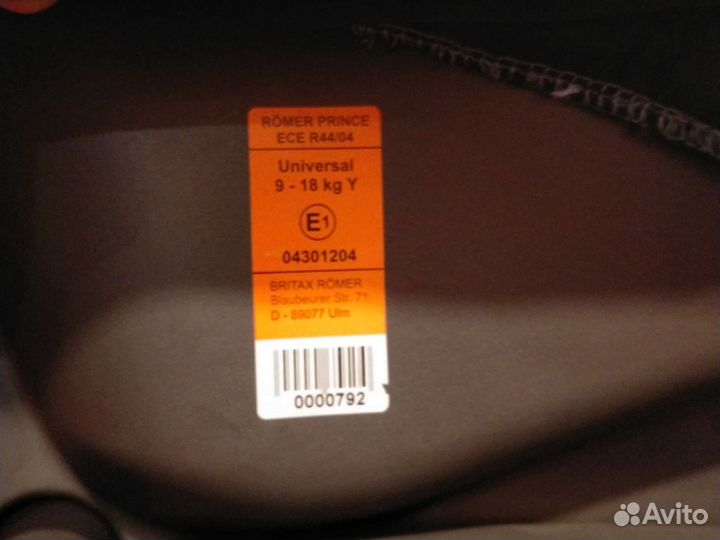 RÖMER PRINCE
ECE R44/04
Universal
9 - 18 kg Y
E1
04301204
BRITAX RÖMER
Blaubeurer Str. 71
D - 89077 Ulm
0000792
Avito